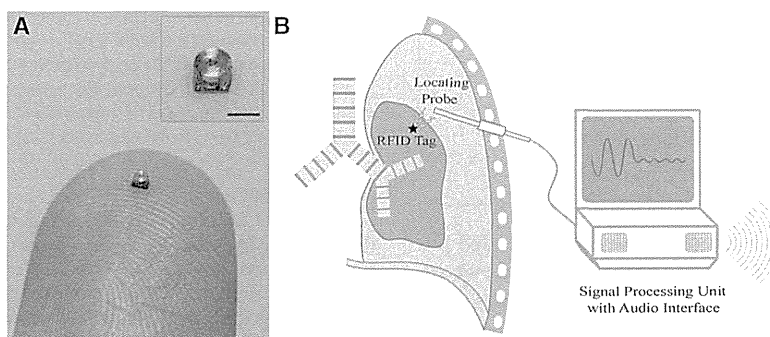 A
B
Locating
Probe
RFID Tag
Signal Processing Unit
with Audio Interface